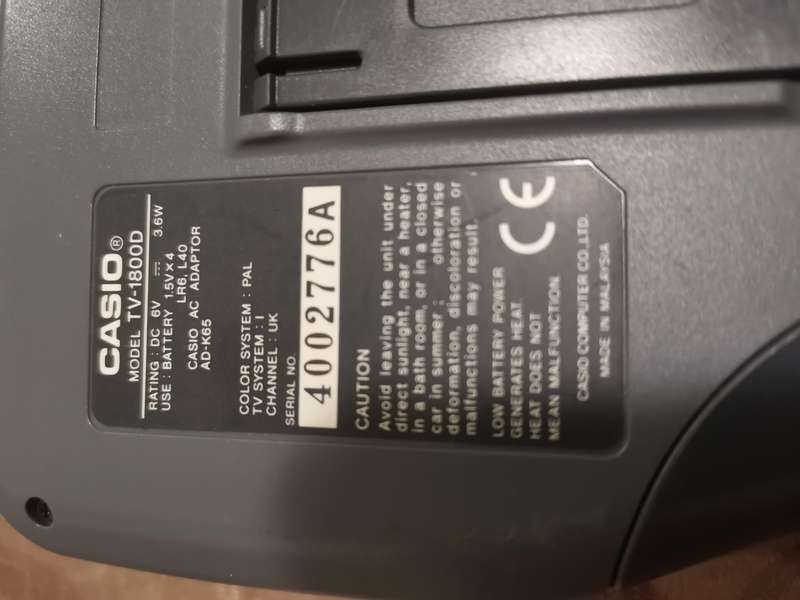 CASIO®
MODEL TV-1800D
RATING : DC 6V ⎓ 3.6W
USE : BATTERY 1.5V×4
LR6, L40
CASIO AC ADAPTOR
AD-K65
COLOR SYSTEM : PAL
TV SYSTEM : I
CHANNEL : UK
SERIAL NO.
4002776A
CAUTION
Avoid leaving the unit under
direct sunlight, near a heater,
in a bath room, or in a closed
car in summer ; otherwise
deformation, discoloration or
malfunctions may result.
LOW BATTERY POWER
GENERATES HEAT.
HEAT DOES NOT
MEAN MALFUNCTION.
CE
CASIO COMPUTER CO.,LTD.
MADE IN MALAYSIA